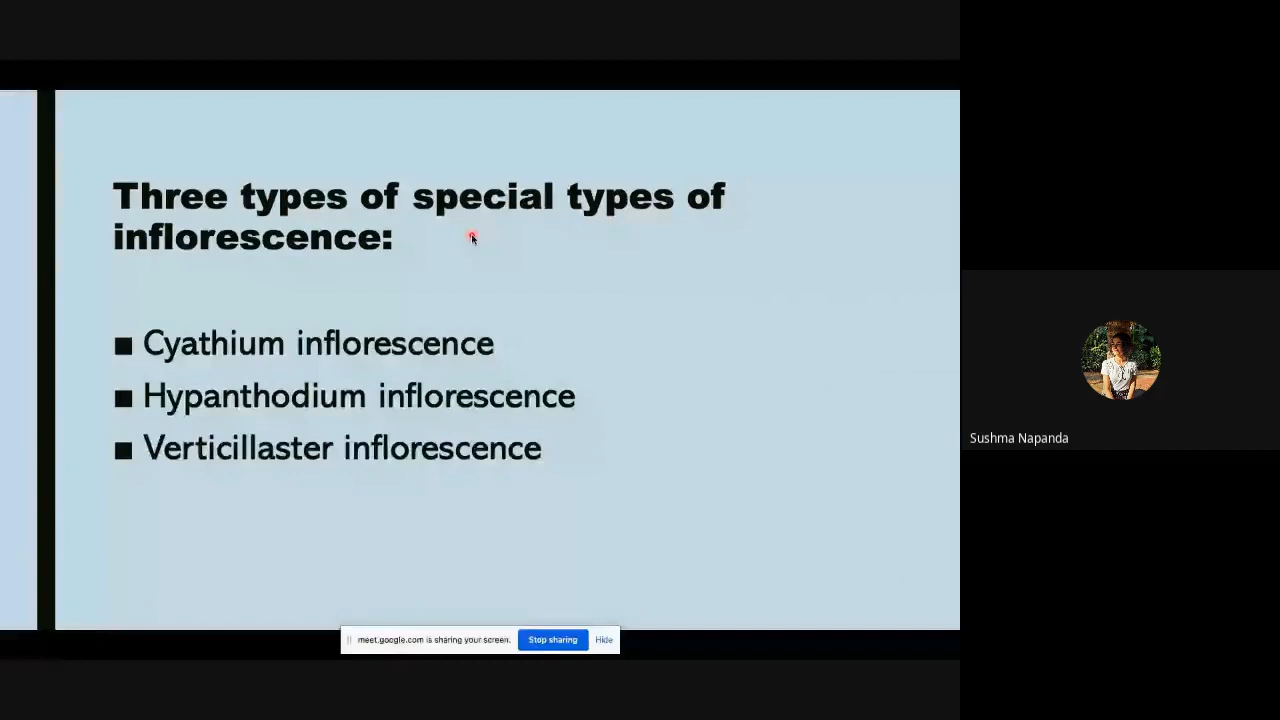 Three types of special types of
inflorescence:
■ Cyathium inflorescence
■ Hypanthodium inflorescence
■ Verticillaster inflorescence
Sushma Napanda
meet.google.com is sharing your screen. Stop sharing Hide